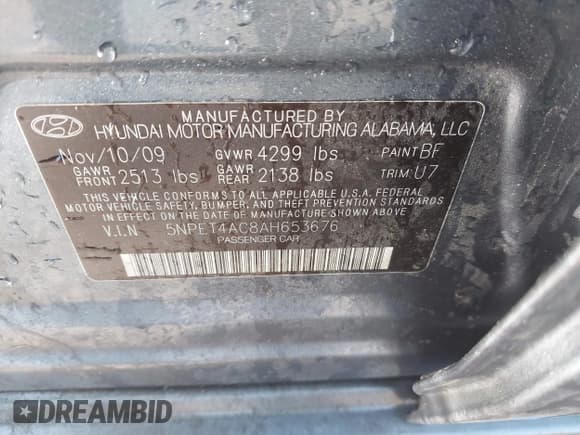 MANUFACTURED BY
HYUNDAI MOTOR MANUFACTURING ALABAMA, LLC
Nov/10/09 GVWR 4299 lbs PAINT BF
GAWR FRONT 2513 lbs GAWR REAR 2138 lbs TRIM U7
THIS VEHICLE CONFORMS TO ALL APPLICABLE U.S.A. FEDERAL
MOTOR VEHICLE SAFETY, BUMPER, AND THEFT PREVENTION STANDARDS
IN EFFECT ON THE DATE OF MANUFACTURE SHOWN ABOVE.
V.I.N 5NPET4AC8AH653676
PASSENGER CAR
DREAMBID